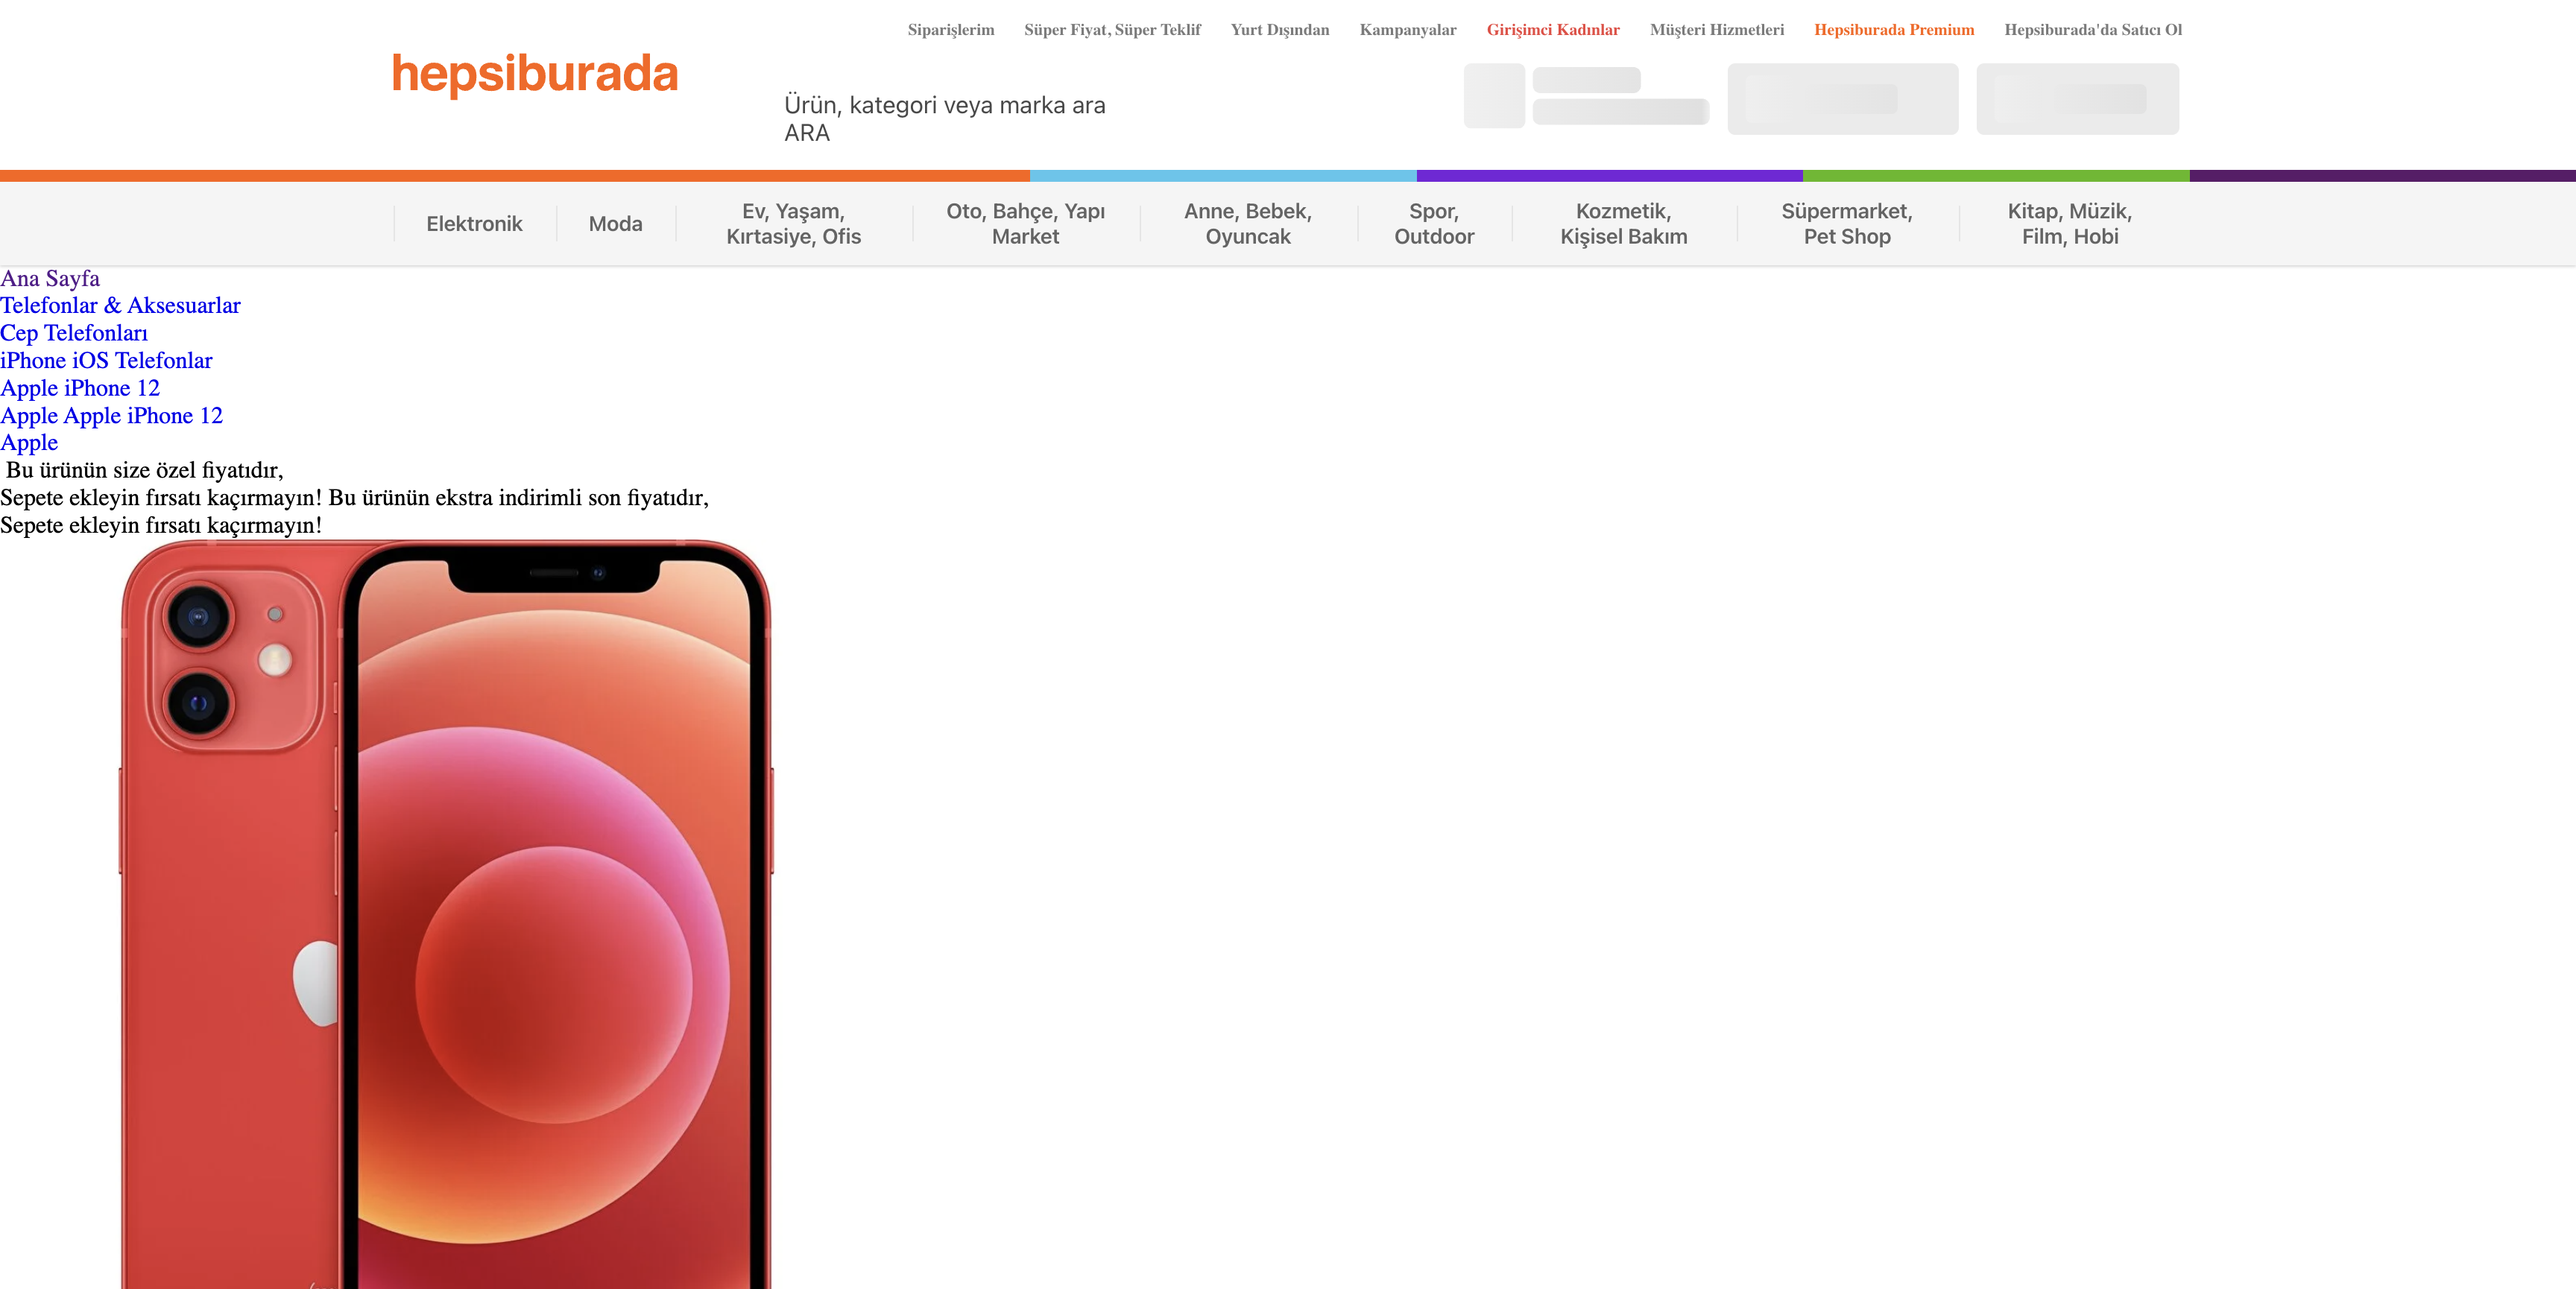 Siparişlerim Süper Fiyat, Süper Teklif Yurt Dışından Kampanyalar Girişimci Kadınlar Müşteri Hizmetleri Hepsiburada Premium Hepsiburada'da Satıcı Ol
hepsiburada
Ürün, kategori veya marka ara
ARA
Elektronik
Moda
Ev, Yaşam,
Kırtasiye, Ofis
Oto, Bahçe, Yapı
Market
Anne, Bebek,
Oyuncak
Spor,
Outdoor
Kozmetik,
Kişisel Bakım
Süpermarket,
Pet Shop
Kitap, Müzik,
Film, Hobi
Ana Sayfa
Telefonlar & Aksesuarlar
Cep Telefonları
iPhone iOS Telefonlar
Apple iPhone 12
Apple Apple iPhone 12
Apple
Bu ürünün size özel fiyatıdır,
Sepete ekleyin fırsatı kaçırmayın! Bu ürünün ekstra indirimli son fiyatıdır,
Sepete ekleyin fırsatı kaçırmayın!